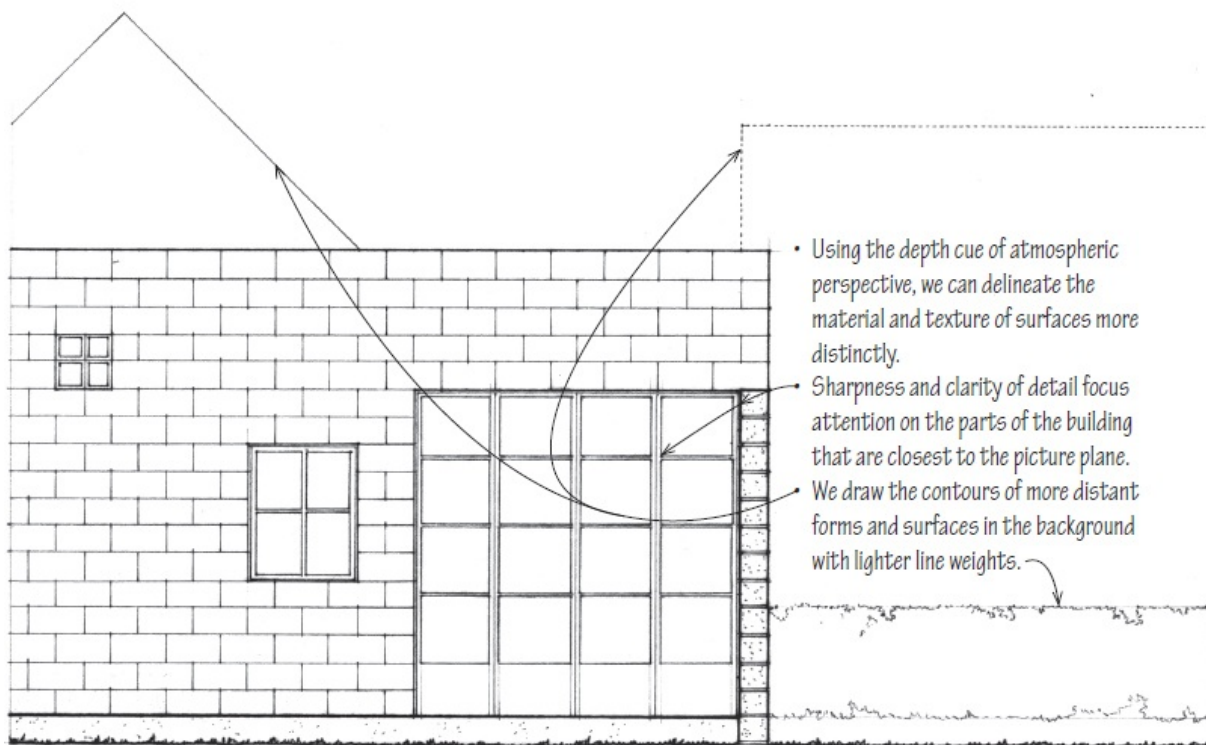 • Using the depth cue of atmospheric
perspective, we can delineate the
material and texture of surfaces more
distinctly.
• Sharpness and clarity of detail focus
attention on the parts of the building
that are closest to the picture plane.
• We draw the contours of more distant
forms and surfaces in the background
with lighter line weights.